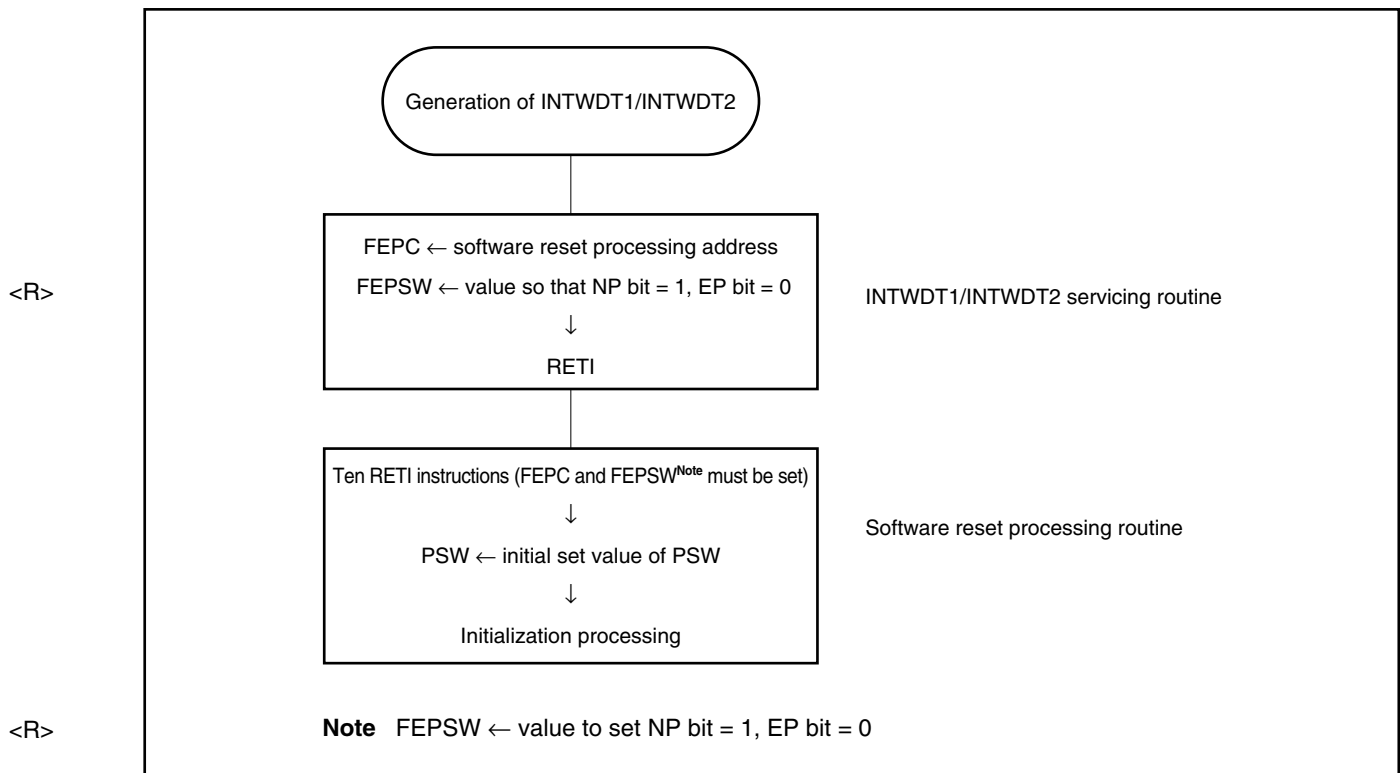 Generation of INTWDT1/INTWDT2
FEPC ← software reset processing address
<R>
FEPSW ← value so that NP bit = 1, EP bit = 0
INTWDT1/INTWDT2 servicing routine
↓
RETI
Ten RETI instructions (FEPC and FEPSWNote must be set)
↓
Software reset processing routine
PSW ← initial set value of PSW
↓
Initialization processing
<R>
Note FEPSW ← value to set NP bit = 1, EP bit = 0